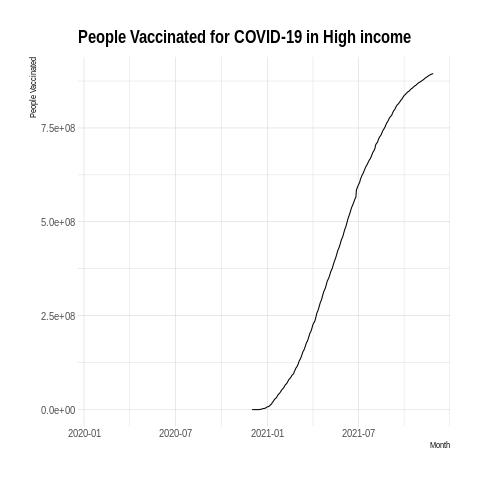 People Vaccinated for COVID-19 in High income
People Vaccinated
7.5e+08
5.0e+08
2.5e+08
0.0e+00
2020-01 2020-07 2021-01 2021-07
Month